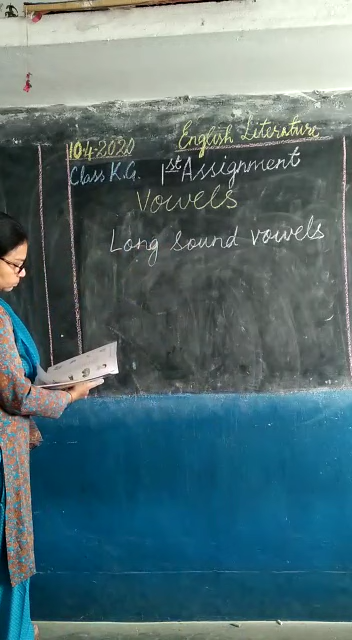 10.4.2020 English Literature
Class K.G. 1st Assignment
Vowels
Long Sound vowels